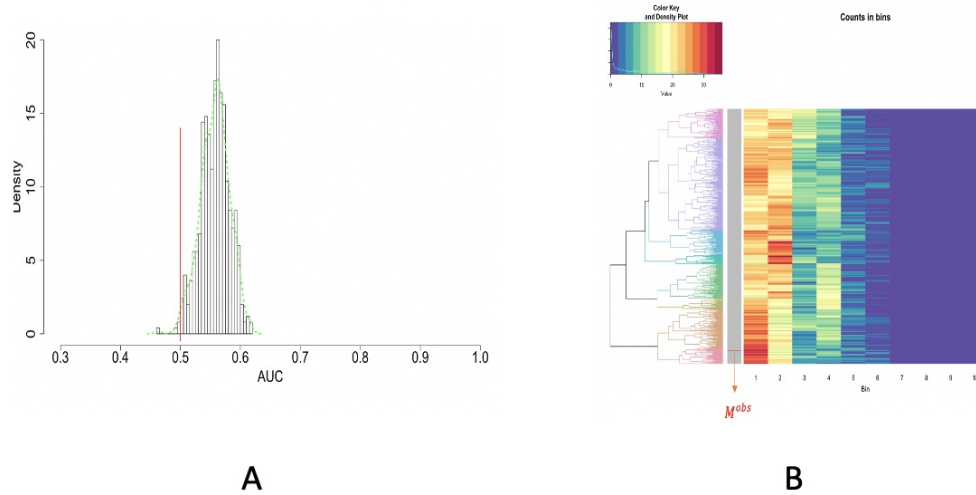 Density
0 5 10 15 20
0.3 0.4 0.5 0.6 0.7 0.8 0.9 1.0
AUC
A
Color Key
and Density Plot
0 10 20 30
Value
Counts in bins
1 2 3 4 5 6 7 8 9 10
Bin
M^obs
B